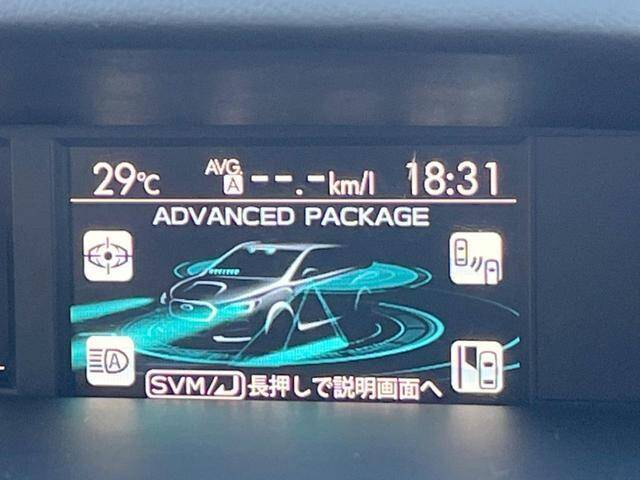 29℃ AVG. A --.-km/l 18:31
ADVANCED PACKAGE
A
SVM/↲ 長押しで説明画面へ